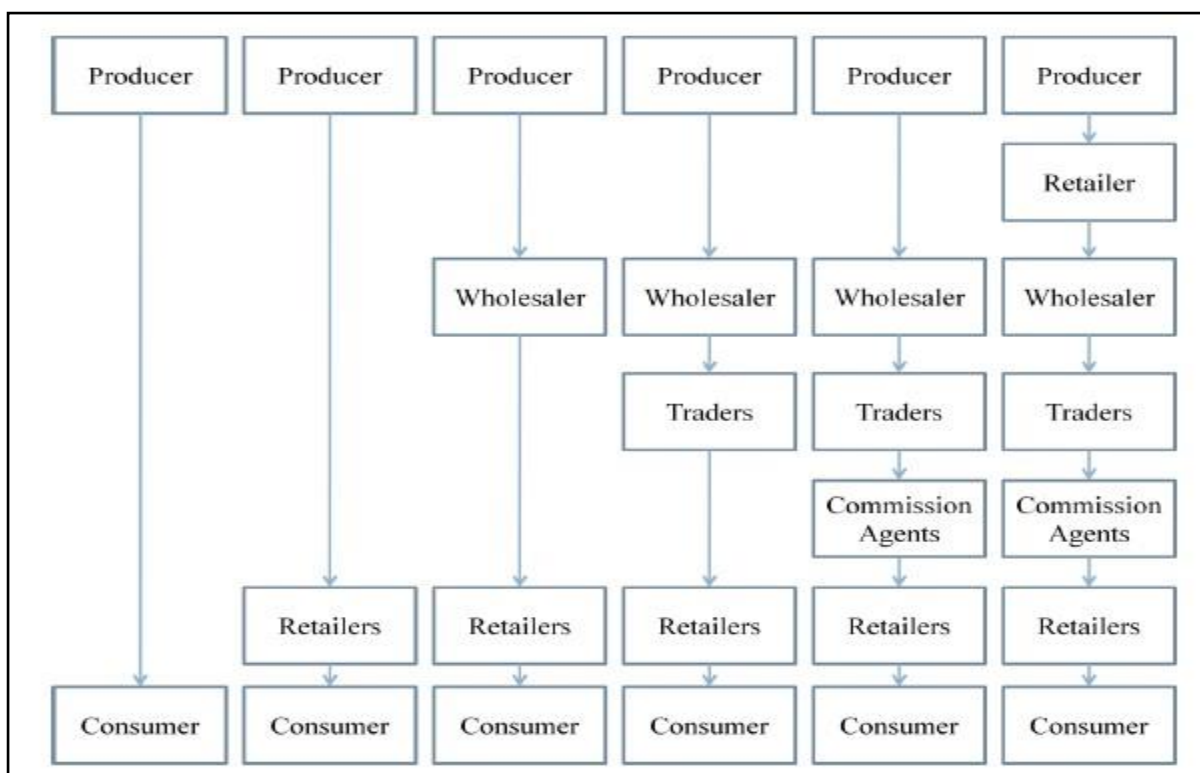 Producer
Producer
Producer
Producer
Producer
Producer
Retailer
Wholesaler
Wholesaler
Wholesaler
Wholesaler
Traders
Traders
Traders
Commission
Agents
Commission
Agents
Retailers
Retailers
Retailers
Retailers
Retailers
Consumer
Consumer
Consumer
Consumer
Consumer
Consumer